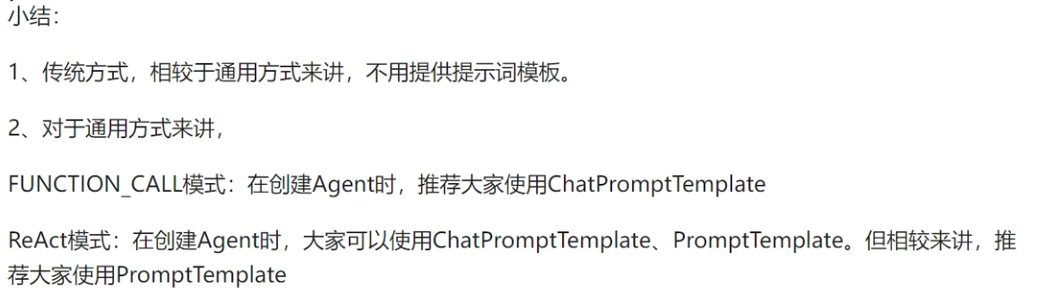 小结：
1、传统方式，相较于通用方式来讲，不用提供提示词模板。
2、对于通用方式来讲，
FUNCTION_CALL模式：在创建Agent时，推荐大家使用ChatPromptTemplate
ReAct模式：在创建Agent时，大家可以使用ChatPromptTemplate、PromptTemplate。但相较来讲，推
荐大家使用PromptTemplate